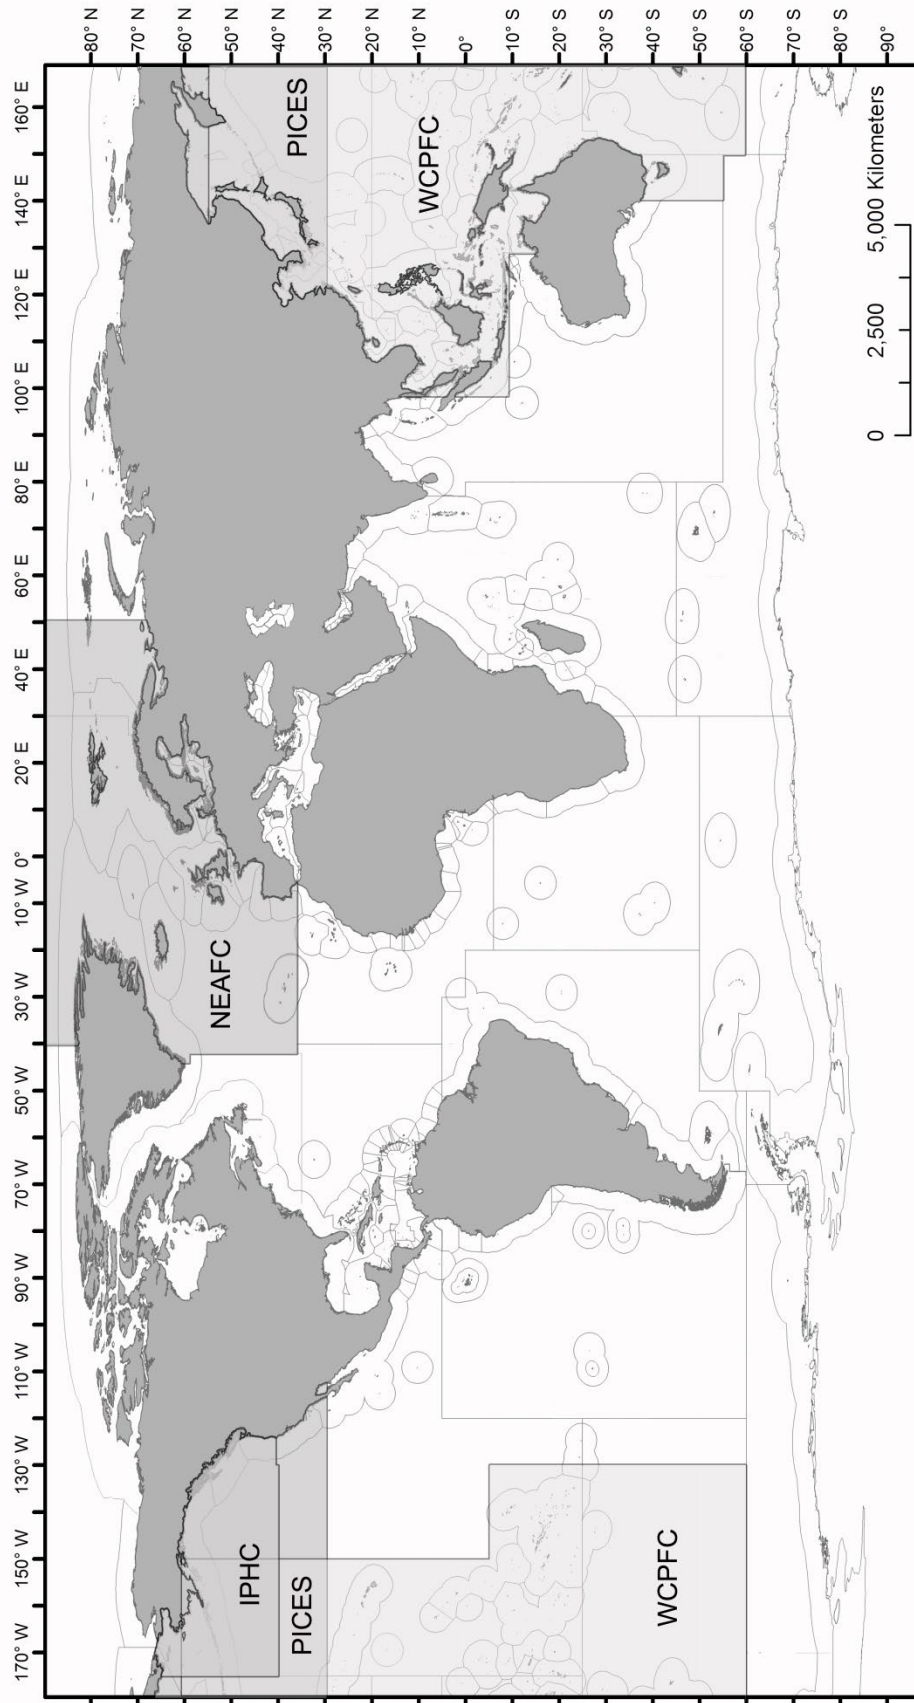 170° W 150° W 130° W 110° W 90° W 70° W 50° W 30° W 10° W 0° 20° E 40° E 60° E 80° E 100° E 120° E 140° E 160° E
80° N
70° N
60° N
NEAFC
50° N
IPHC
40° N
PICES
PICES
30° N
20° N
WCPFC
10° N
0°
10° S
20° S
30° S
40° S
WCPFC
50° S
60° S
70° S
80° S
90°
0 2,500 5,000 Kilometers